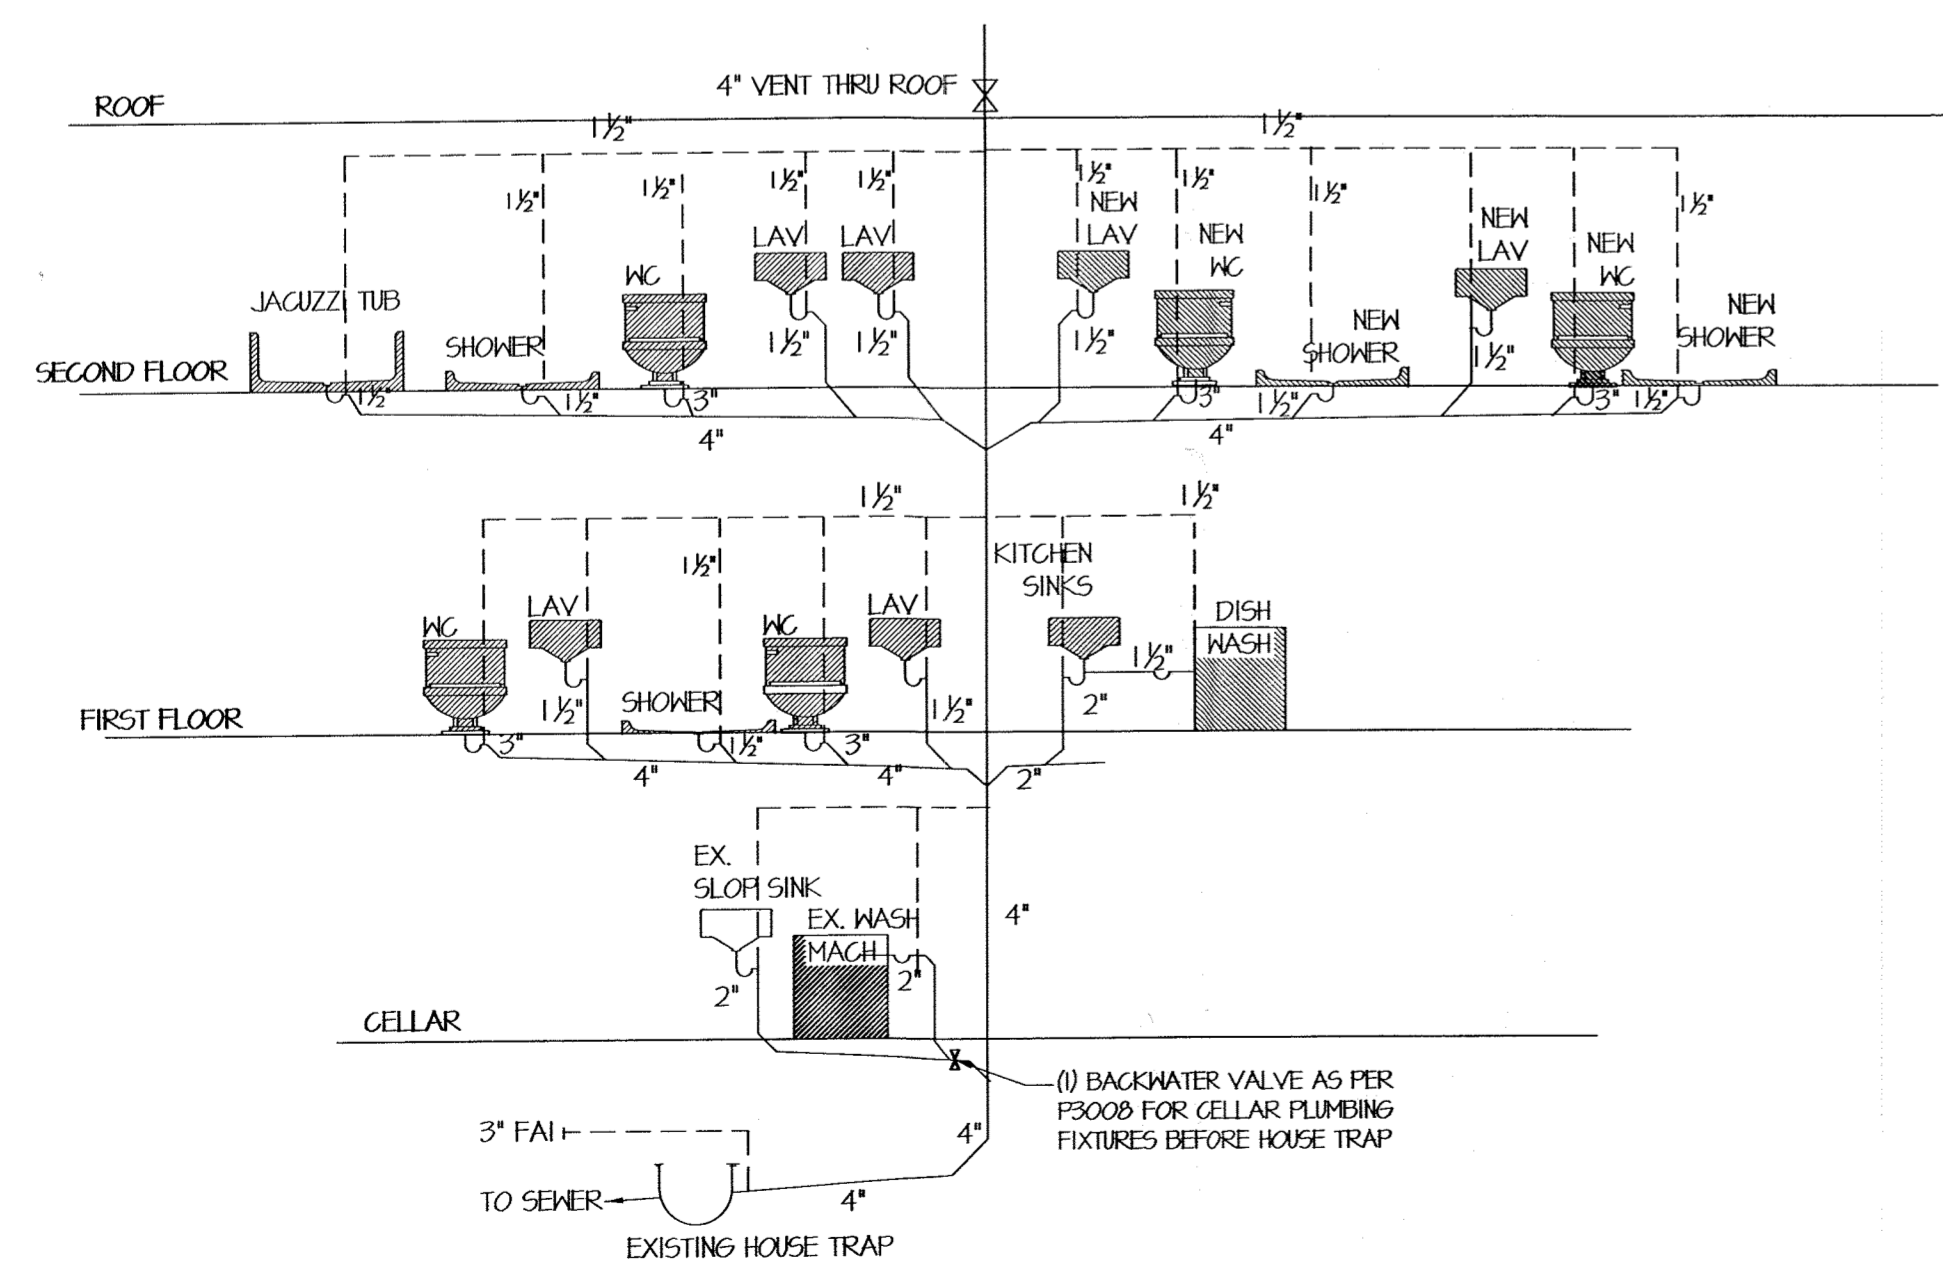 4" VENT THRU ROOF
ROOF
1½"
1½"
1½"
1½"
1½"
1½"
1½"
1½"
1½"
1½"
NEW
LAV
NEW
WC
NEW
LAV
NEW
WC
LAV
LAV
WC
JACUZZI TUB
SHOWER
NEW
SHOWER
NEW
SHOWER
SECOND FLOOR
1½"
1½"
1½"
1½"
1½"
1½"
1½"
3"
3"
1½"
3"
1½"
4"
4"
1½"
1½"
1½"
KITCHEN
SINKS
WC
LAV
WC
LAV
DISH
WASH
1½"
SHOWER
1½"
1½"
2"
FIRST FLOOR
3"
1½"
3"
4"
4"
2"
EX.
SLOP SINK
EX. WASH
MACH
2"
2"
4"
CELLAR
(1) BACKWATER VALVE AS PER
P3008 FOR CELLAR PLUMBING
FIXTURES BEFORE HOUSE TRAP
3" FAI
4"
TO SEWER
4"
EXISTING HOUSE TRAP